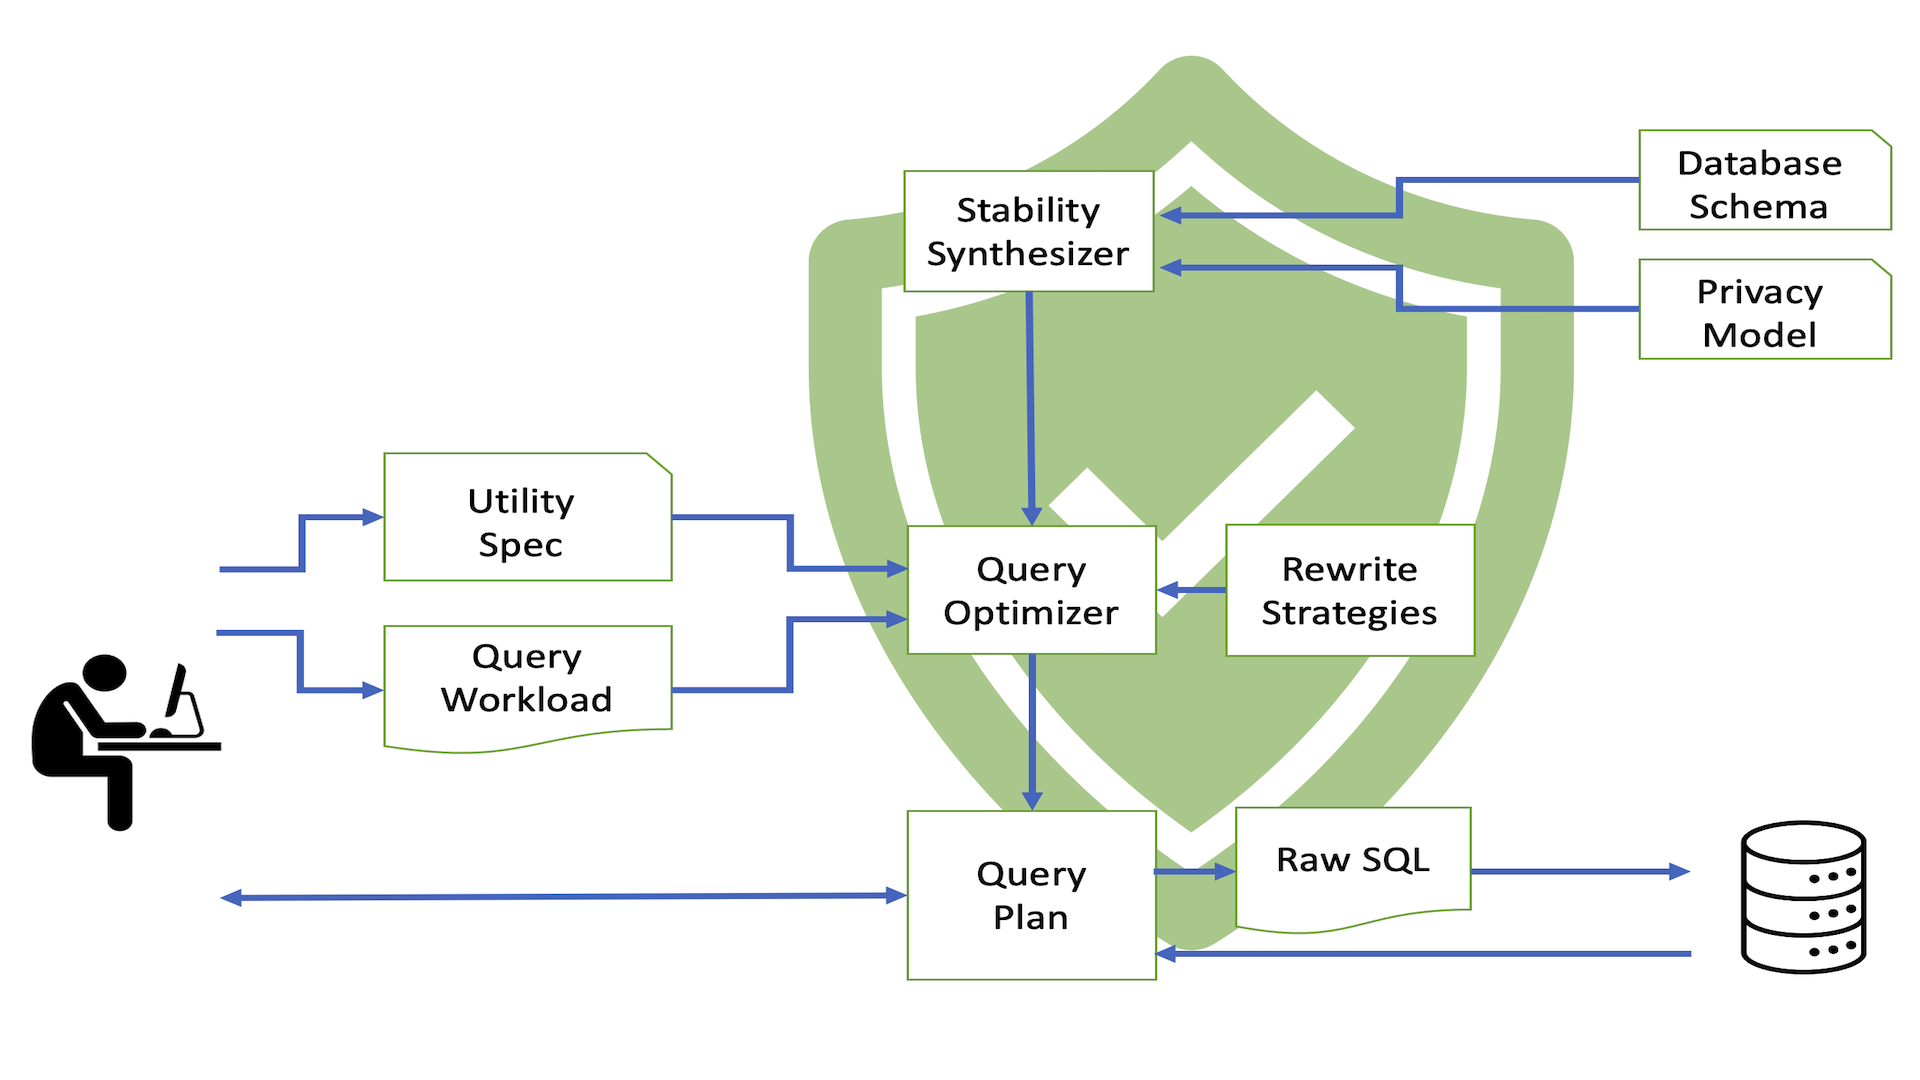 Database
Schema
Stability
Synthesizer
Privacy
Model
Utility
Spec
Query
Optimizer
Rewrite
Strategies
Query
Workload
Query
Plan
Raw SQL